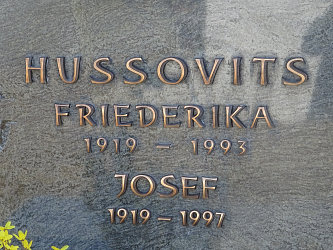 HUSSOVITS
FRIEDERIKA
1919 – 1993
JOSEF
1919 – 1997